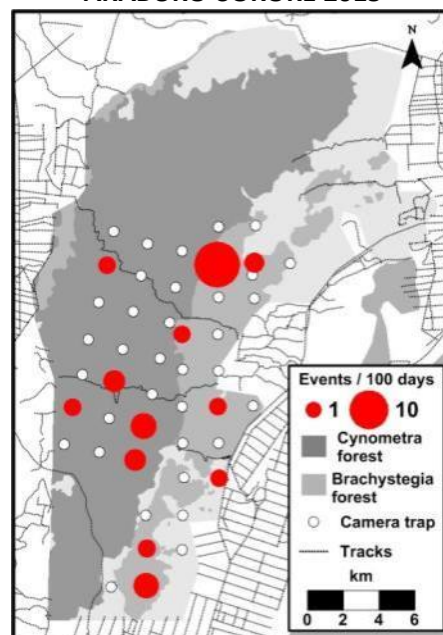 N
Events / 100 days
1 10
Cynometra
forest
Brachystegia
forest
Camera trap
Tracks
km
0 2 4 6